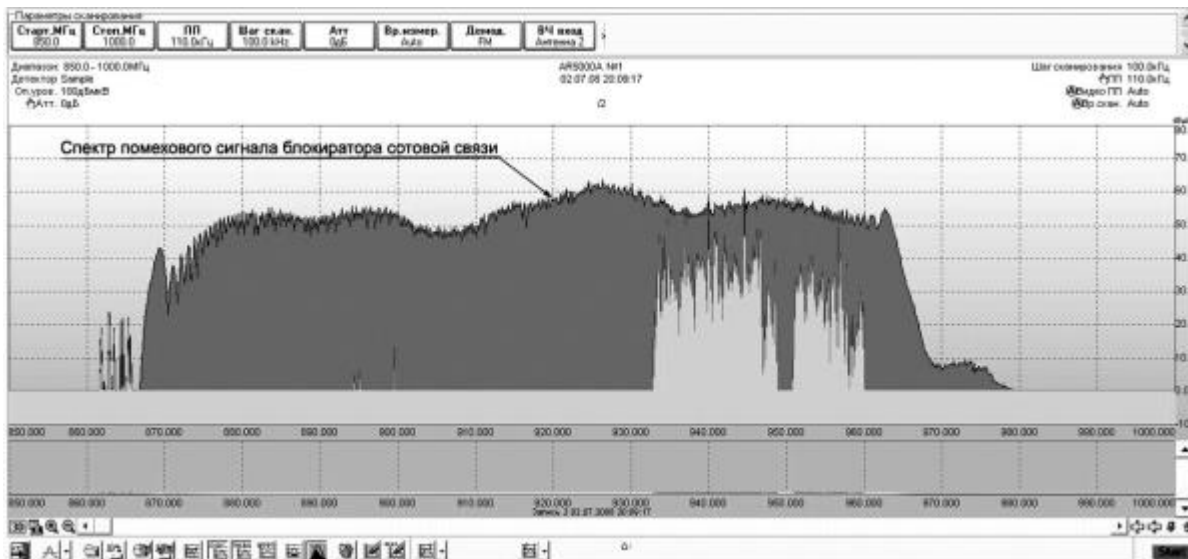 Параметры сканирования
Старт,МГц Стоп,МГц ПП Шаг скан. Атт Вр.измер. Демод. ВЧ вход
850.0 1000.0 110.0кГц 100.0 kHz 0дБ Auto FM Антенна 2
Диапазон: 850.0 - 1000.0МГц AR5000A №1 Шаг сканирования 100.0кГц
Детектор Sample 02.07.08 20:09:17 ПП 110.0кГц
Оп.уров. 100дБмкВ Видео ПП Auto
Атт. 0дБ Вр.скан. Auto
80.
Спектр помехового сигнала блокиратора сотовой связи
70
60
50
40
30
20
10
0.0
-10
850.000 860.000 870.000 880.000 890.000 900.000 910.000 920.000 930.000 940.000 950.000 960.000 970.000 980.000 990.000 1000.000
850.000 860.000 870.000 880.000 890.000 900.000 910.000 920.000 930.000 940.000 950.000 960.000 970.000 980.000 990.000 1000.000